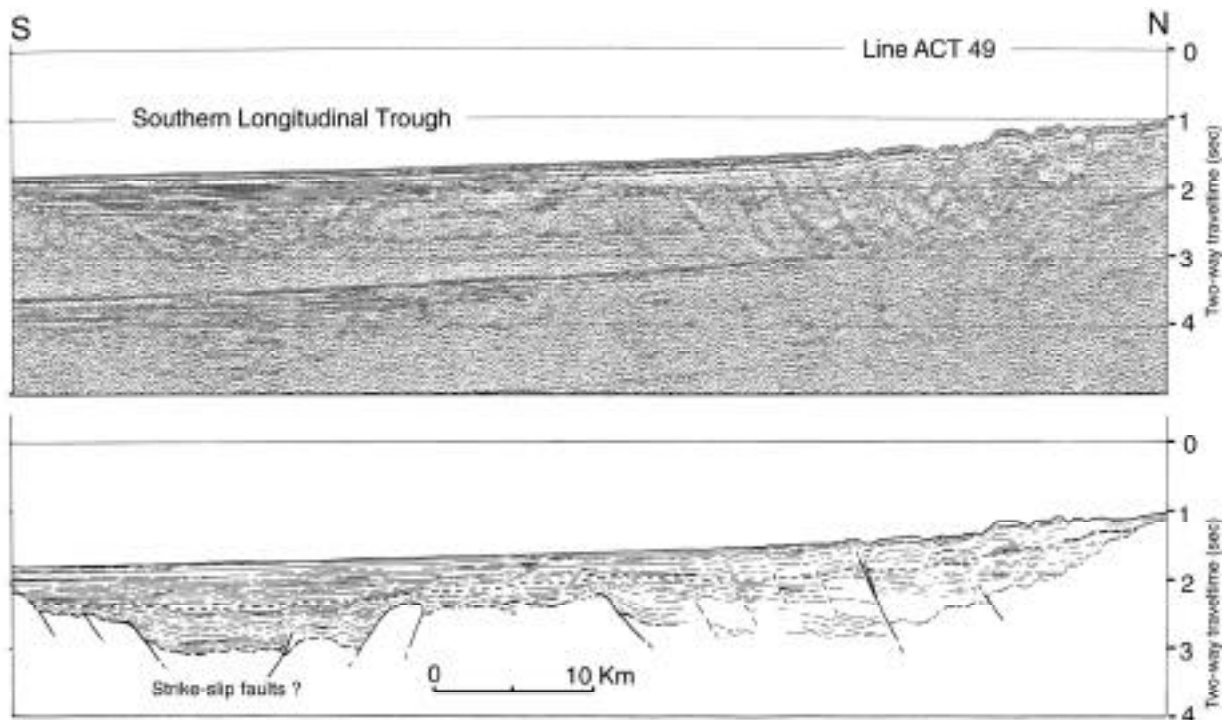 S
N
Line ACT 49
Southern Longitudinal Trough
0
1
2
3
4
Two-way traveltime (sec)
0
1
2
3
4
Two-way traveltime (sec)
Strike-slip faults ?
0 10 Km